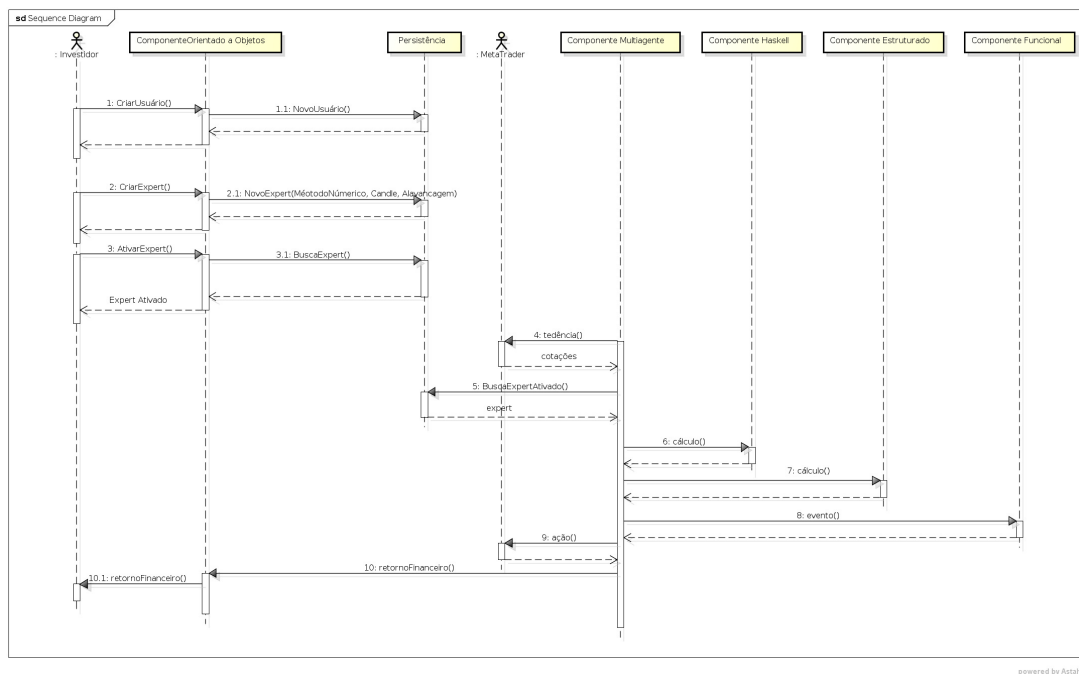 sd Sequence Diagram
: Investidor
ComponenteOrientado a Objetos
Persistência
: MetaTrader
Componente Multiagente
Componente Haskell
Componente Estruturado
Componente Funcional
1: CriarUsuário()
1.1: NovoUsuário()
2: CriarExpert()
2.1: NovoExpert(MéotodoNúmerico, Candle, Alavancagem)
3: AtivarExpert()
3.1: BuscaExpert()
Expert Ativado
4: tedência()
cotações
5: BuscaExpertAtivado()
expert
6: cálculo()
7: cálculo()
8: evento()
9: ação()
10: retornoFinanceiro()
10.1: retornoFinanceiro()
powered by Astah